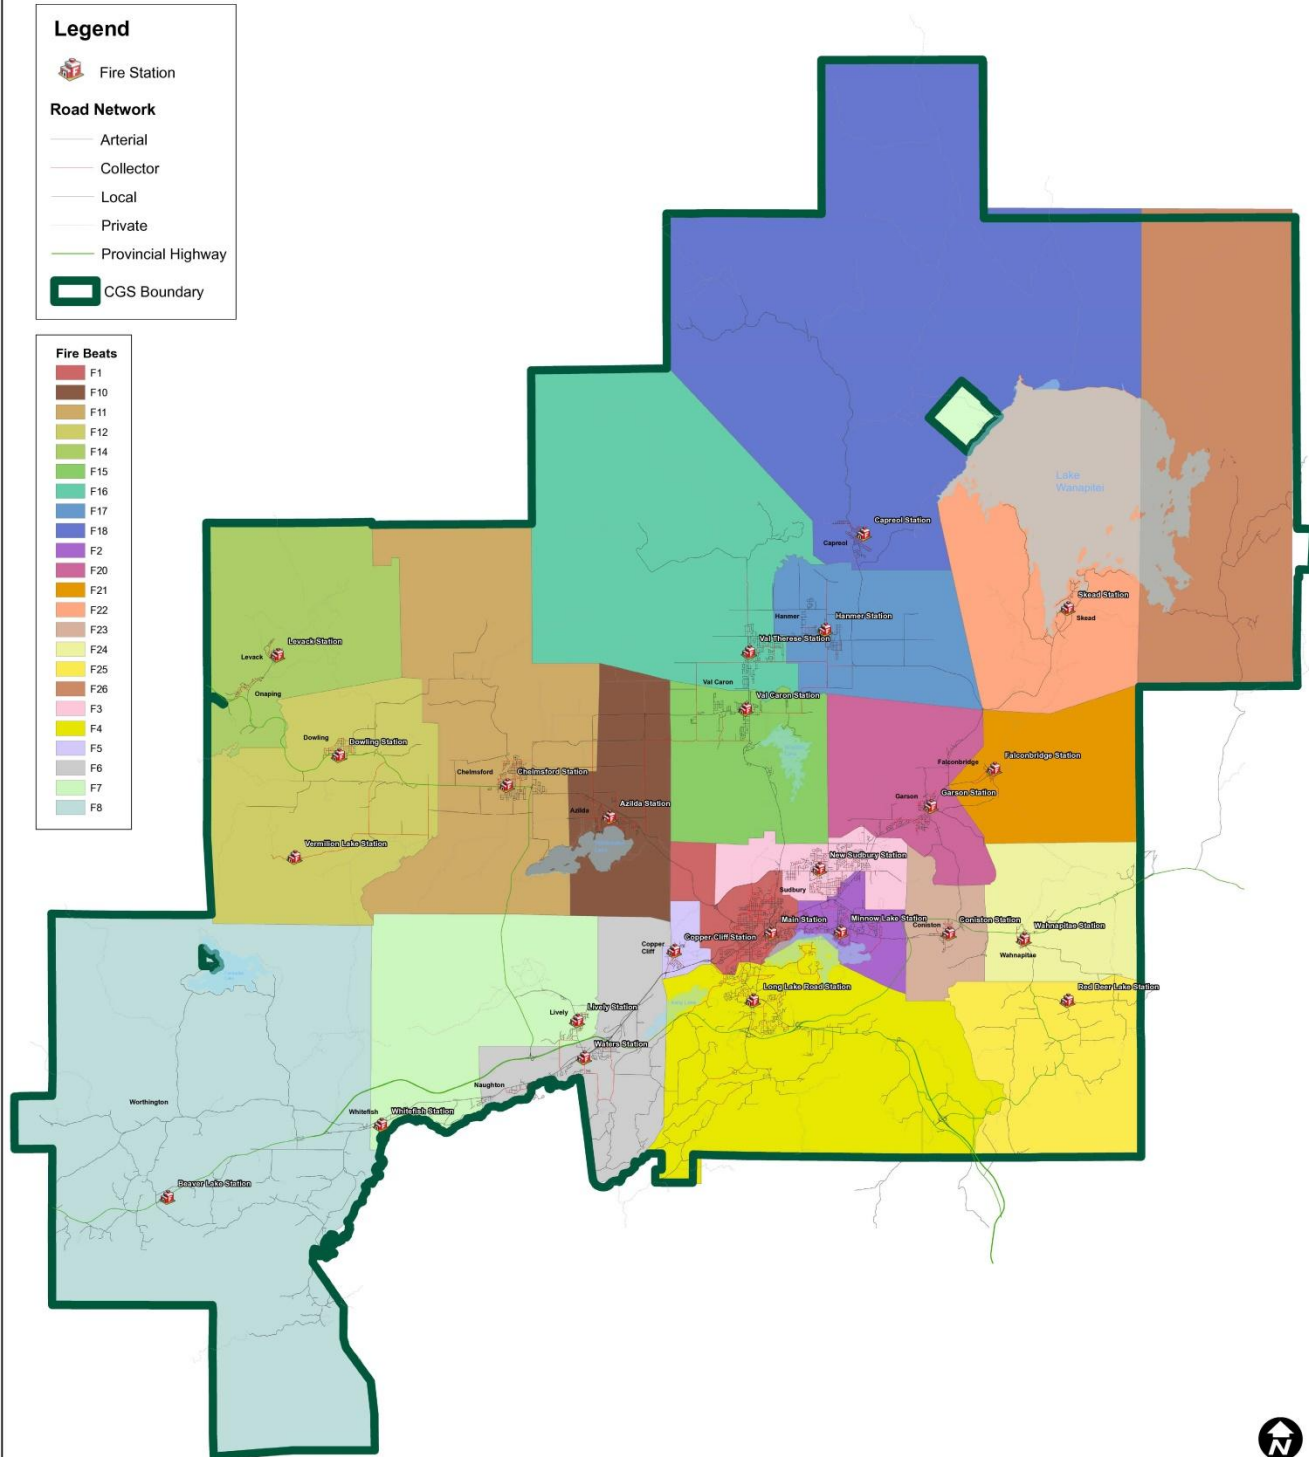 Legend
Fire Station
Road Network
Arterial
Collector
Local
Private
Provincial Highway
CGS Boundary
Fire Beats
F1
F10
F11
F12
F14
F15
F16
F17
F18
F2
F20
F21
F22
F23
F24
F25
F26
F3
F4
F5
F6
F7
F8
Lake
Wanapitei
Capreol Station
Capreol
Skead Station
Skead
Hanmer
Hanmer Station
Val Therese Station
Levack Station
Levack
Onaping
Val Caron
Val Caron Station
Dowling
Dowling Station
Falconbridge Station
Falconbridge
Chelmsford
Chelmsford Station
Garson
Garson Station
Azilda Station
Azilda
Vermilion Lake Station
New Sudbury Station
Sudbury
Main Station
Minnow Lake Station
Coniston Station
Coniston
Wahnapitae Station
Wahnapitae
Copper Cliff Station
Copper
Cliff
Long Lake Road Station
Red Deer Lake Station
Lively Station
Lively
Waters Station
Naughton
Worthington
Whitefish
Whitefish Station
Beaver Lake Station
N